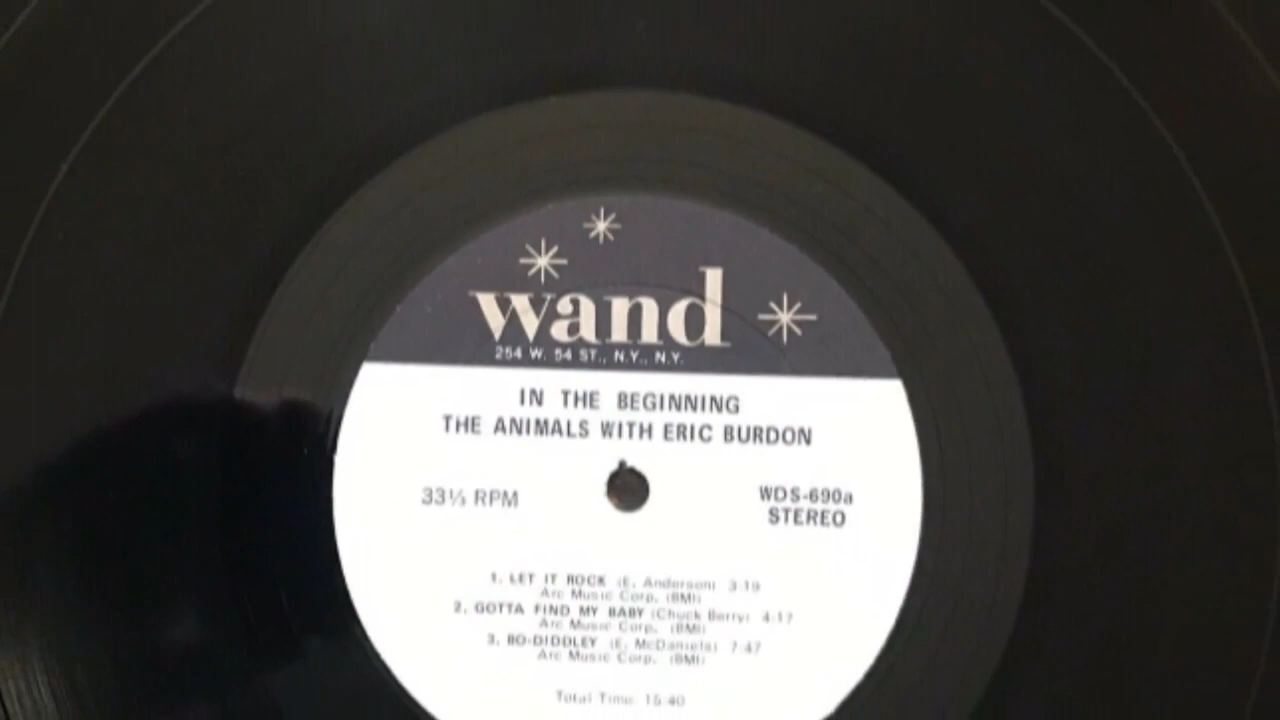 wand
254 W. 54 ST., N.Y., N.Y.
IN THE BEGINNING
THE ANIMALS WITH ERIC BURDON
33⅓ RPM
WDS-690a
STEREO
1. LET IT ROCK (E. Anderson) 3:19
Arc Music Corp. (BMI)
2. GOTTA FIND MY BABY (Chuck Berry) 4:17
Arc Music Corp. (BMI)
3. BO-DIDDLEY (E. McDaniels) 7:47
Arc Music Corp. (BMI)
Total Time: 15:40